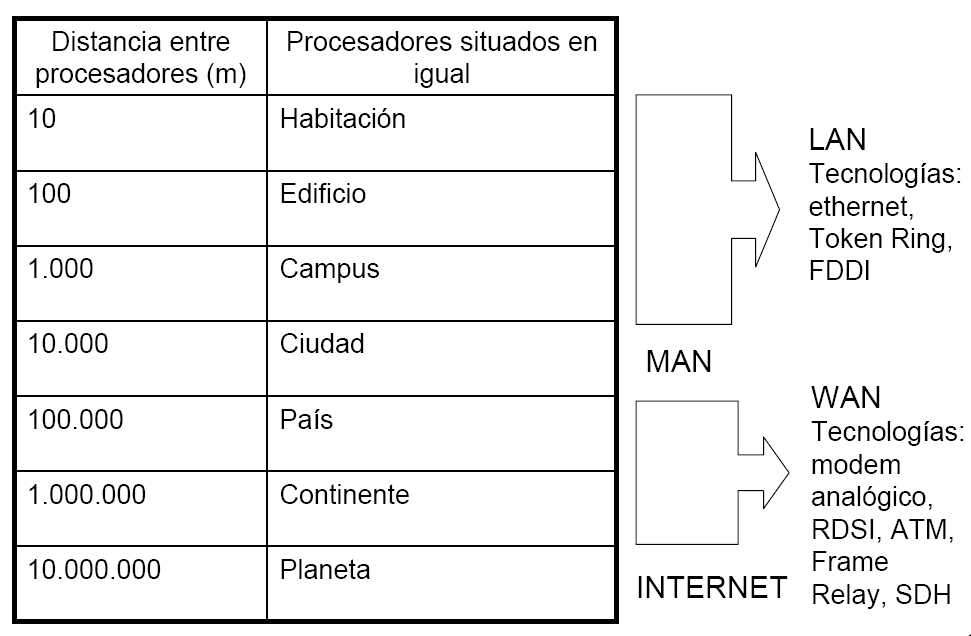 Distancia entre
procesadores (m)
Procesadores situados en
igual
10
Habitación
100
Edificio
1.000
Campus
10.000
Ciudad
100.000
País
1.000.000
Continente
10.000.000
Planeta
LAN
Tecnologías:
ethernet,
Token Ring,
FDDI
MAN
WAN
Tecnologías:
modem
analógico,
RDSI, ATM,
Frame
Relay, SDH
INTERNET